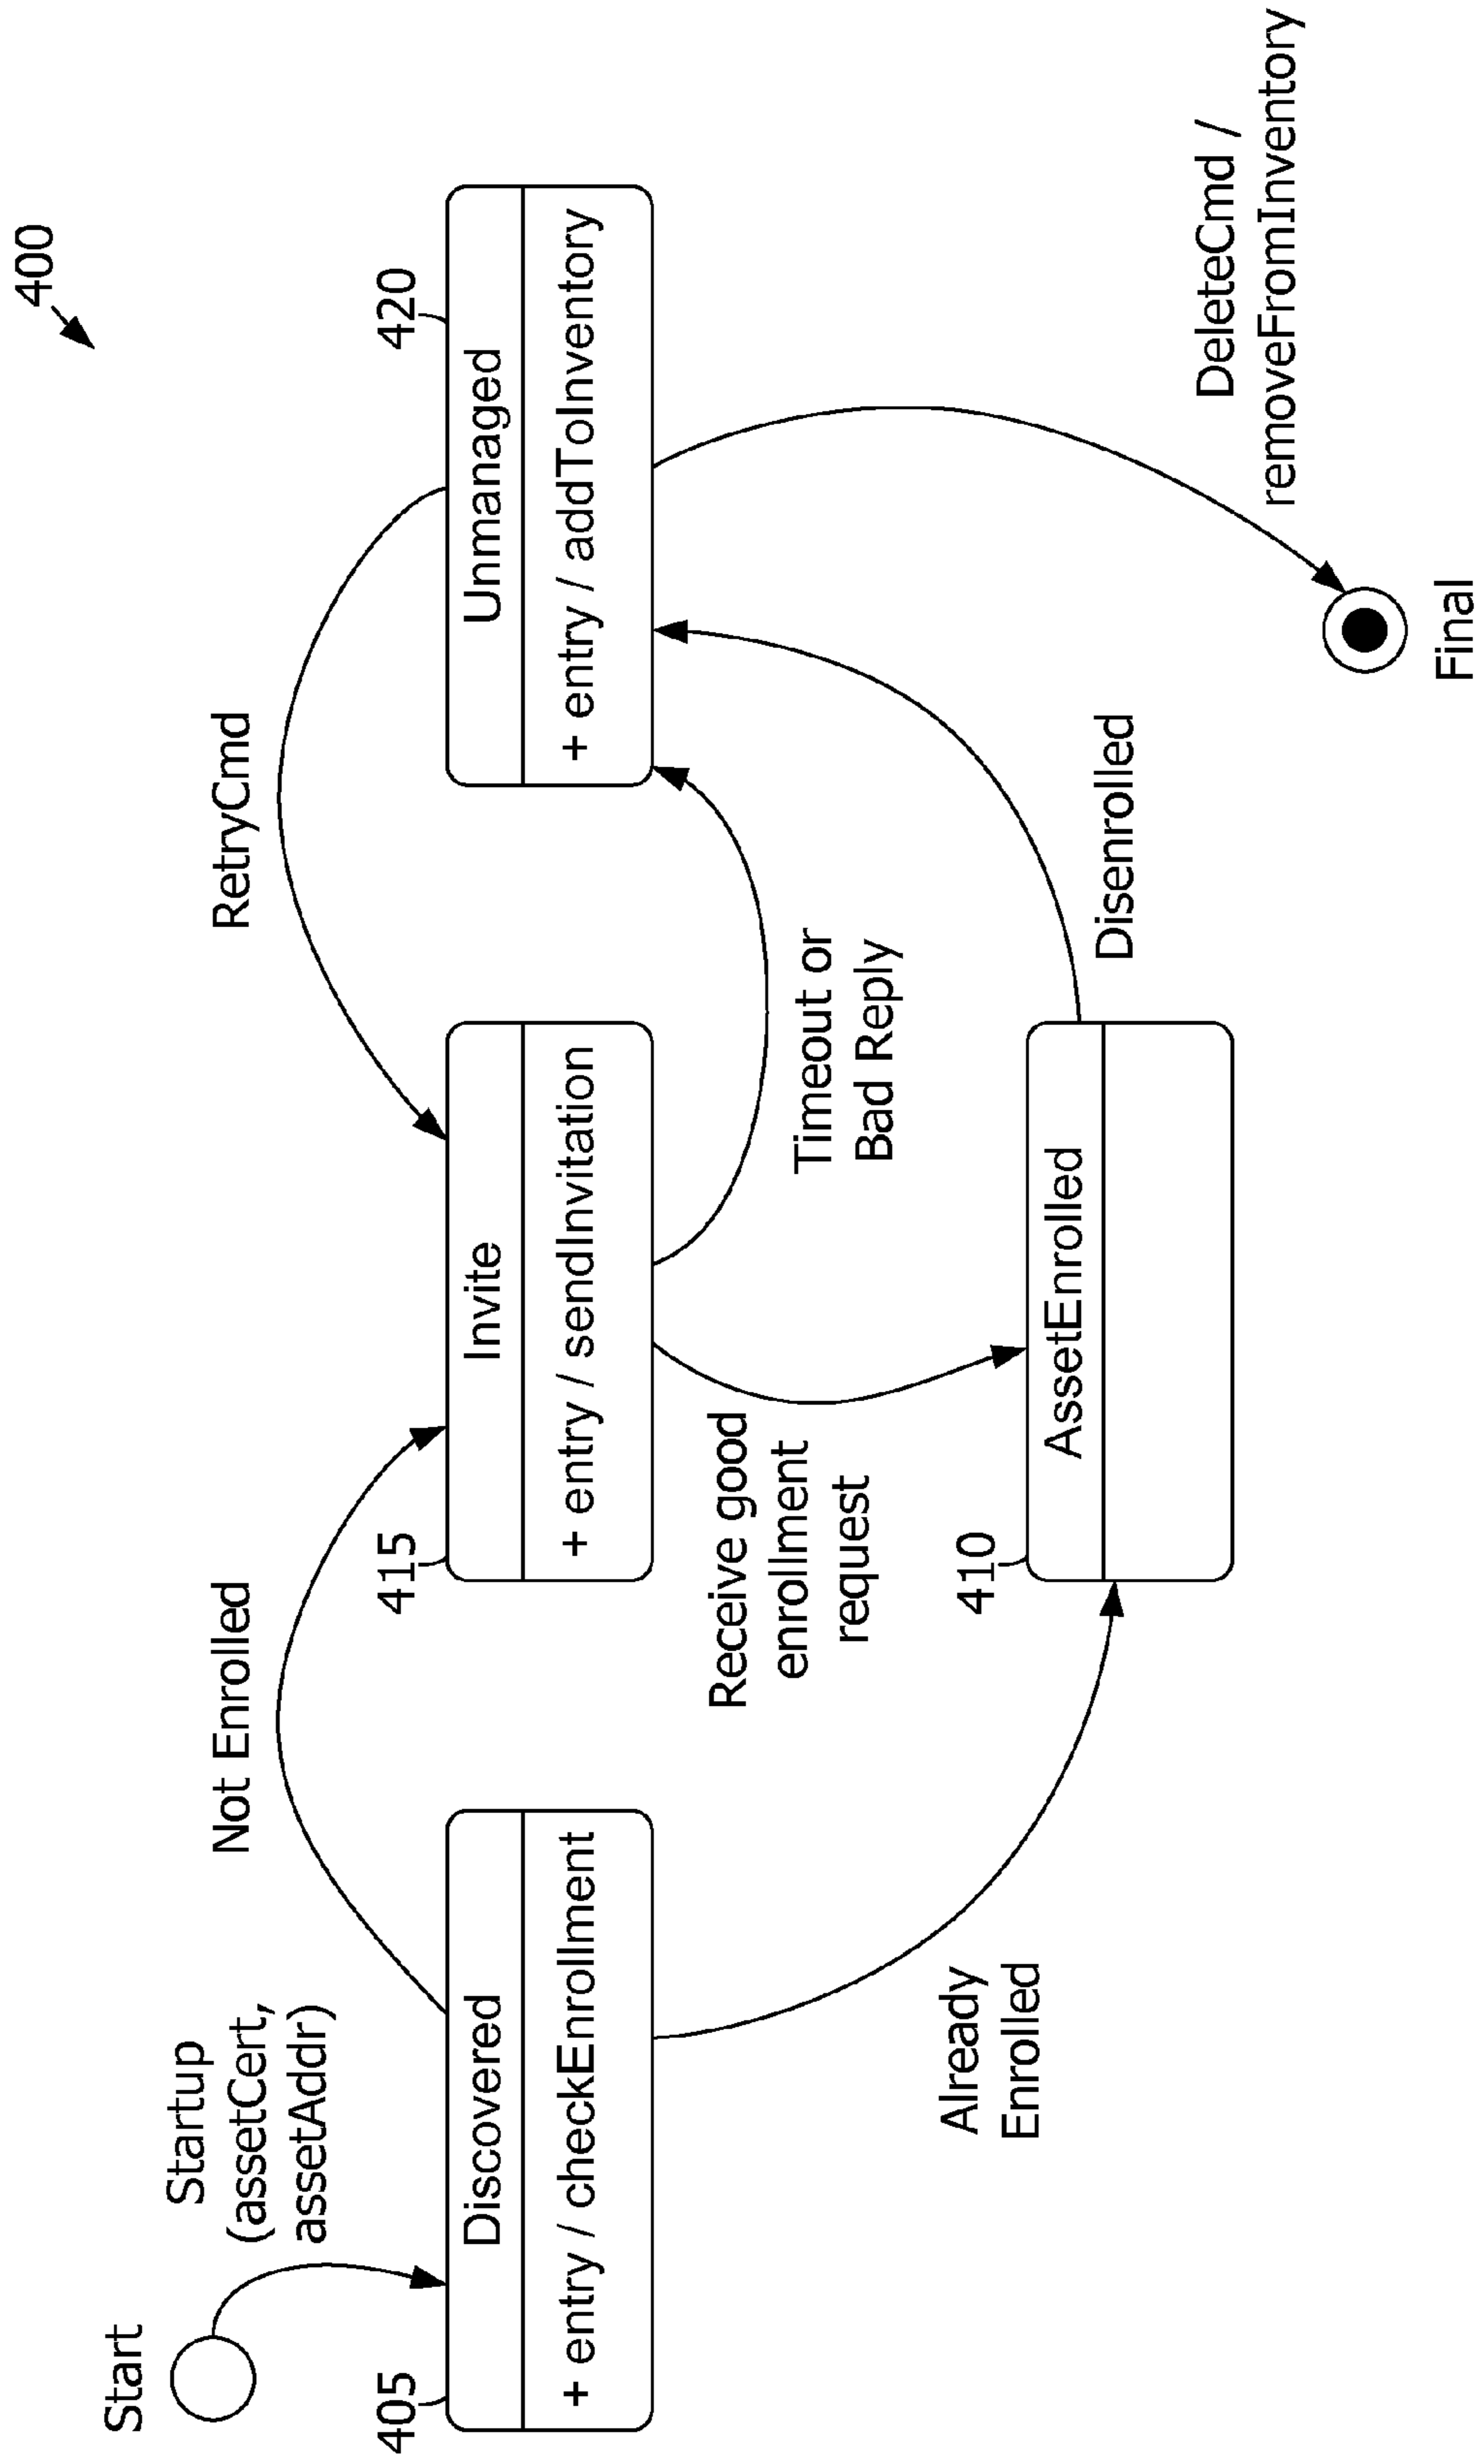 400
Start
Startup
(assetCert,
assetAddr)
Not Enrolled
RetryCmd
405
Discovered
+ entry / checkEnrollment
415
Invite
+ entry / sendInvitation
420
Unmanaged
+ entry / addToInventory
Receive good
enrollment
request
Timeout or
Bad Reply
Already
Enrolled
410
AssetEnrolled
Disenrolled
DeleteCmd /
removeFromInventory
Final